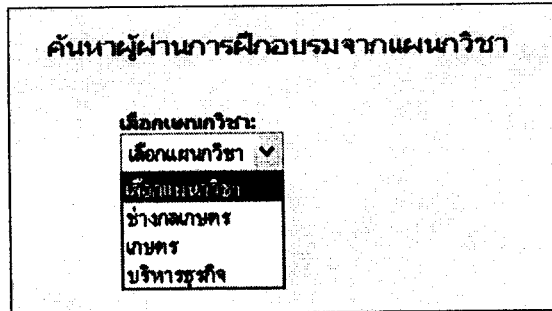 ค้นหาผู้ผ่านการฝึกอบรมจากแผนกวิชา
เลือกแผนกวิชา:
เลือกแผนกวิชา
เลือกแผนกวิชา
ช่างกลเกษตร
เกษตร
บริหารธุรกิจ